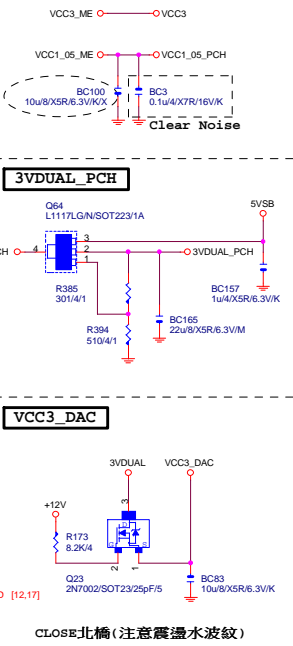 VCC3_ME VCC3
VCC1_05_ME VCC1_05_PCH
BC100
10u/8/X5R/6.3V/K/X
BC3
0.1u/4/X7R/16V/K
Clear Noise
3VDUAL_PCH
Q64
L1117LG/N/SOT223/1A
5VSB
CH 4
3
2
1
3VDUAL_PCH
R385
301/4/1
BC157
1u/4/X5R/6.3V/K
R394
510/4/1
BC165
22u/8/X5R/6.3V/M
VCC3_DAC
3VDUAL VCC3_DAC
+12V
3
R173
8.2K/4
D
G S
2 1
Q23
2N7002/SOT23/25pF/5
BC83
10u/8/X5R/6.3V/K
D [12,17]
CLOSE北橋(注意震盪水波紋)